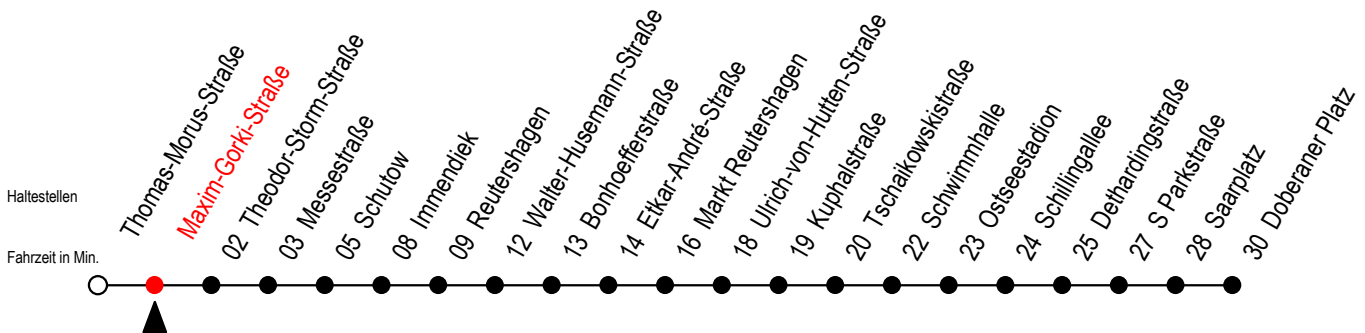 Haltestellen
Fahrzeit in Min.
Thomas-Morus-Straße
Maxim-Gorki-Straße
02 Theodor-Storm-Straße
03 Messestraße
05 Schutow
08 Immendiek
09 Reutershagen
12 Walter-Husemann-Straße
13 Bonhoefferstraße
14 Etkar-André-Straße
16 Markt Reutershagen
18 Ulrich-von-Hutten-Straße
19 Kuphalstraße
20 Tschaikowskistraße
22 Schwimmhalle
23 Ostseestadion
24 Schillingallee
25 Dethardingstraße
27 S Parkstraße
28 Saarplatz
30 Doberaner Platz